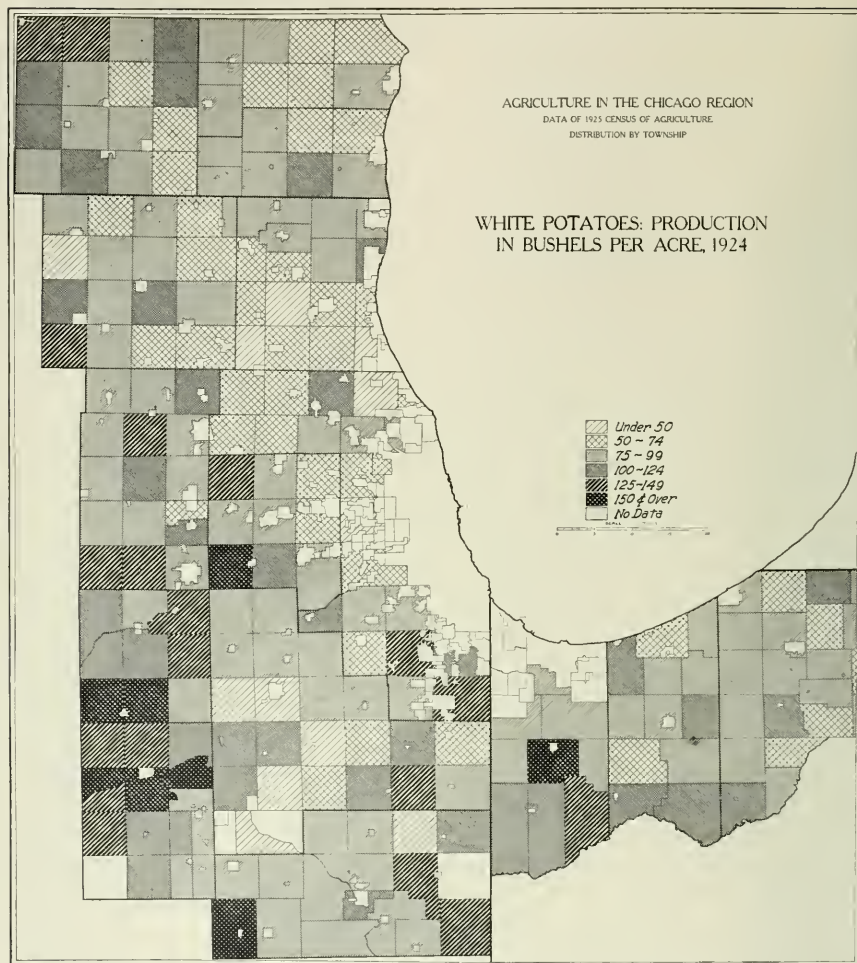 AGRICULTURE IN THE CHICAGO REGION
DATA OF 1925 CENSUS OF AGRICULTURE
DISTRIBUTION BY TOWNSHIP
WHITE POTATOES: PRODUCTION
IN BUSHELS PER ACRE, 1924
Under 50
50 - 74
75 - 99
100-124
125-149
150 & Over
No Data